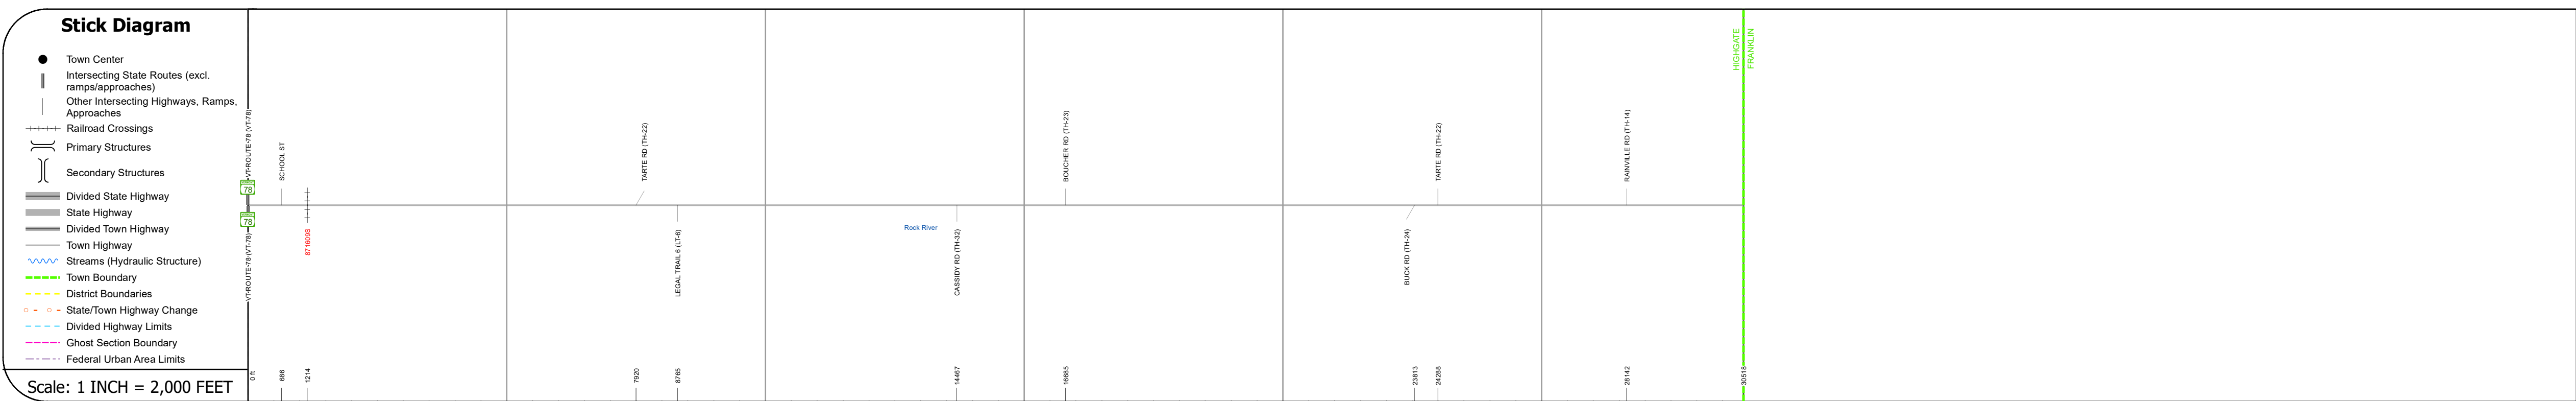 Stick Diagram
Town Center
Intersecting State Routes (excl.
ramps/approaches)
Other Intersecting Highways, Ramps,
Approaches
Railroad Crossings
Primary Structures
Secondary Structures
Divided State Highway
State Highway
Divided Town Highway
Town Highway
Streams (Hydraulic Structure)
Town Boundary
District Boundaries
State/Town Highway Change
Divided Highway Limits
Ghost Section Boundary
Federal Urban Area Limits
Scale: 1 INCH = 2,000 FEET
VT-ROUTE-78 (VT-78)
78
78
VT-ROUTE-78 (VT-78)
SCHOOL ST
871609S
TARTE RD (TH-22)
LEGAL TRAIL 6 (LT-6)
Rock River
CASSIDY RD (TH-32)
BOUCHER RD (TH-23)
BUCK RD (TH-24)
TARTE RD (TH-22)
RAINVILLE RD (TH-14)
HIGHGATE
FRANKLIN
0 ft
686
1214
7920
8765
14467
16685
23813
24288
28142
30518